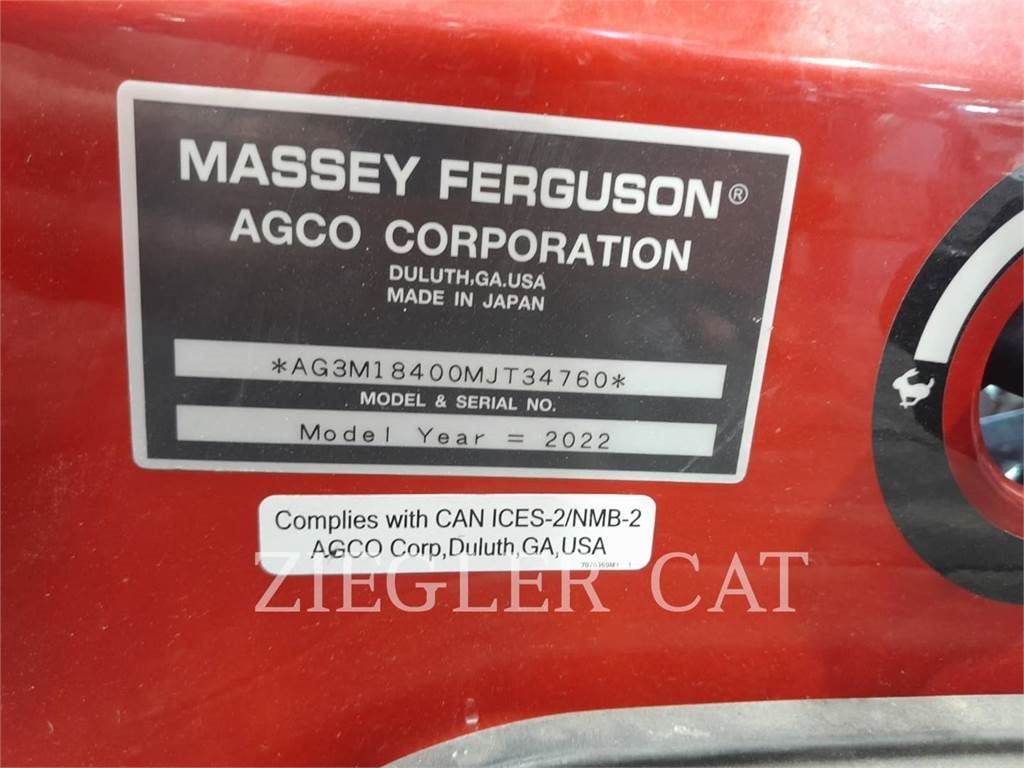 MASSEY FERGUSON®
AGCO CORPORATION
DULUTH,GA.USA
MADE IN JAPAN
*AG3M18400MJT34760*
MODEL & SERIAL NO.
Model Year = 2022
Complies with CAN ICES-2/NMB-2
AGCO Corp,Duluth,GA,USA
ZIEGLER CAT